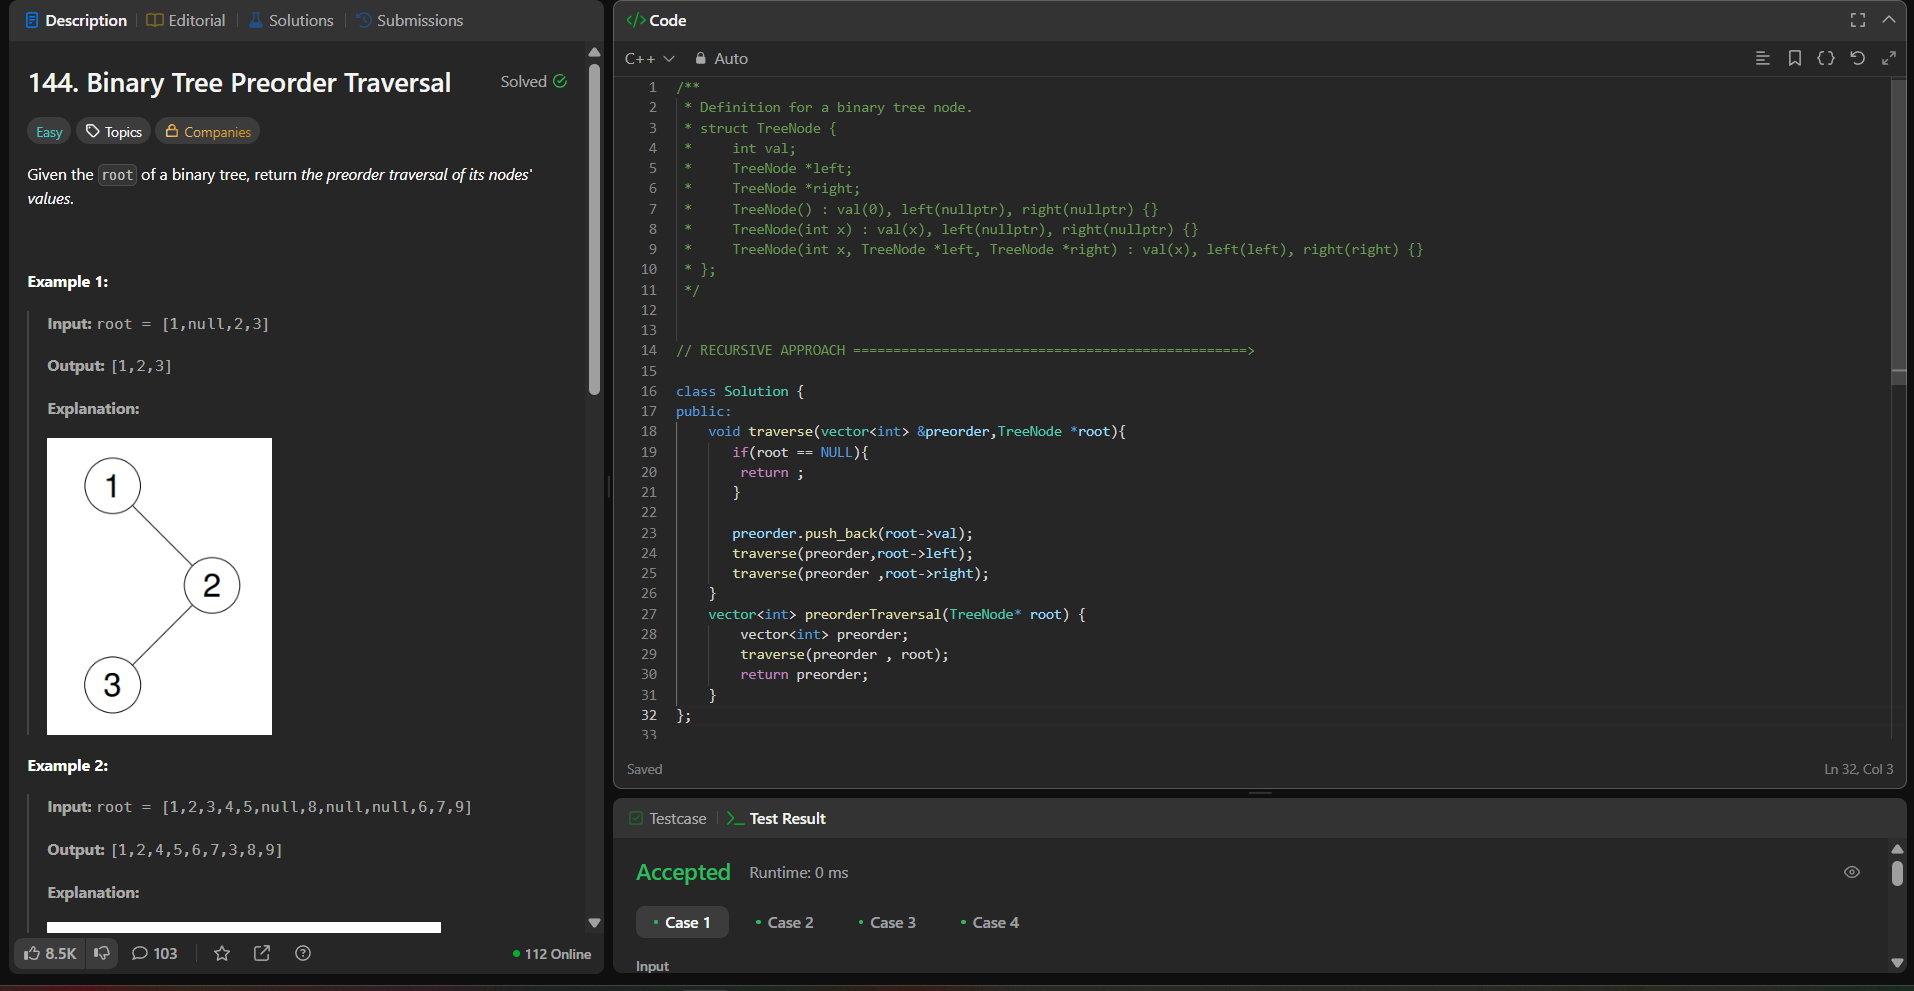 Description
Editorial
Solutions
Submissions
144. Binary Tree Preorder Traversal
Solved
Easy
Topics
Companies
Given the root of a binary tree, return the preorder traversal of its nodes'
values.
Example 1:
Input: root = [1,null,2,3]
Output: [1,2,3]
Explanation:
1
2
3
Example 2:
Input: root = [1,2,3,4,5,null,8,null,null,6,7,9]
Output: [1,2,4,5,6,7,3,8,9]
Explanation:
8.5K
103
112 Online
</> Code
C++
Auto
1 /**
2  * Definition for a binary tree node.
3  * struct TreeNode {
4  *     int val;
5  *     TreeNode *left;
6  *     TreeNode *right;
7  *     TreeNode() : val(0), left(nullptr), right(nullptr) {}
8  *     TreeNode(int x) : val(x), left(nullptr), right(nullptr) {}
9  *     TreeNode(int x, TreeNode *left, TreeNode *right) : val(x), left(left), right(right) {}
10  * };
11  */
12
13
14 // RECURSIVE APPROACH =================================================>
15
16 class Solution {
17 public:
18     void traverse(vector<int> &preorder,TreeNode *root){
19        if(root == NULL){
20         return ;
21        }
22
23        preorder.push_back(root->val);
24        traverse(preorder,root->left);
25        traverse(preorder ,root->right);
26     }
27     vector<int> preorderTraversal(TreeNode* root) {
28         vector<int> preorder;
29         traverse(preorder , root);
30         return preorder;
31     }
32 };
33
Saved
Ln 32, Col 3
Testcase
>_ Test Result
Accepted
Runtime: 0 ms
Case 1
Case 2
Case 3
Case 4
Input